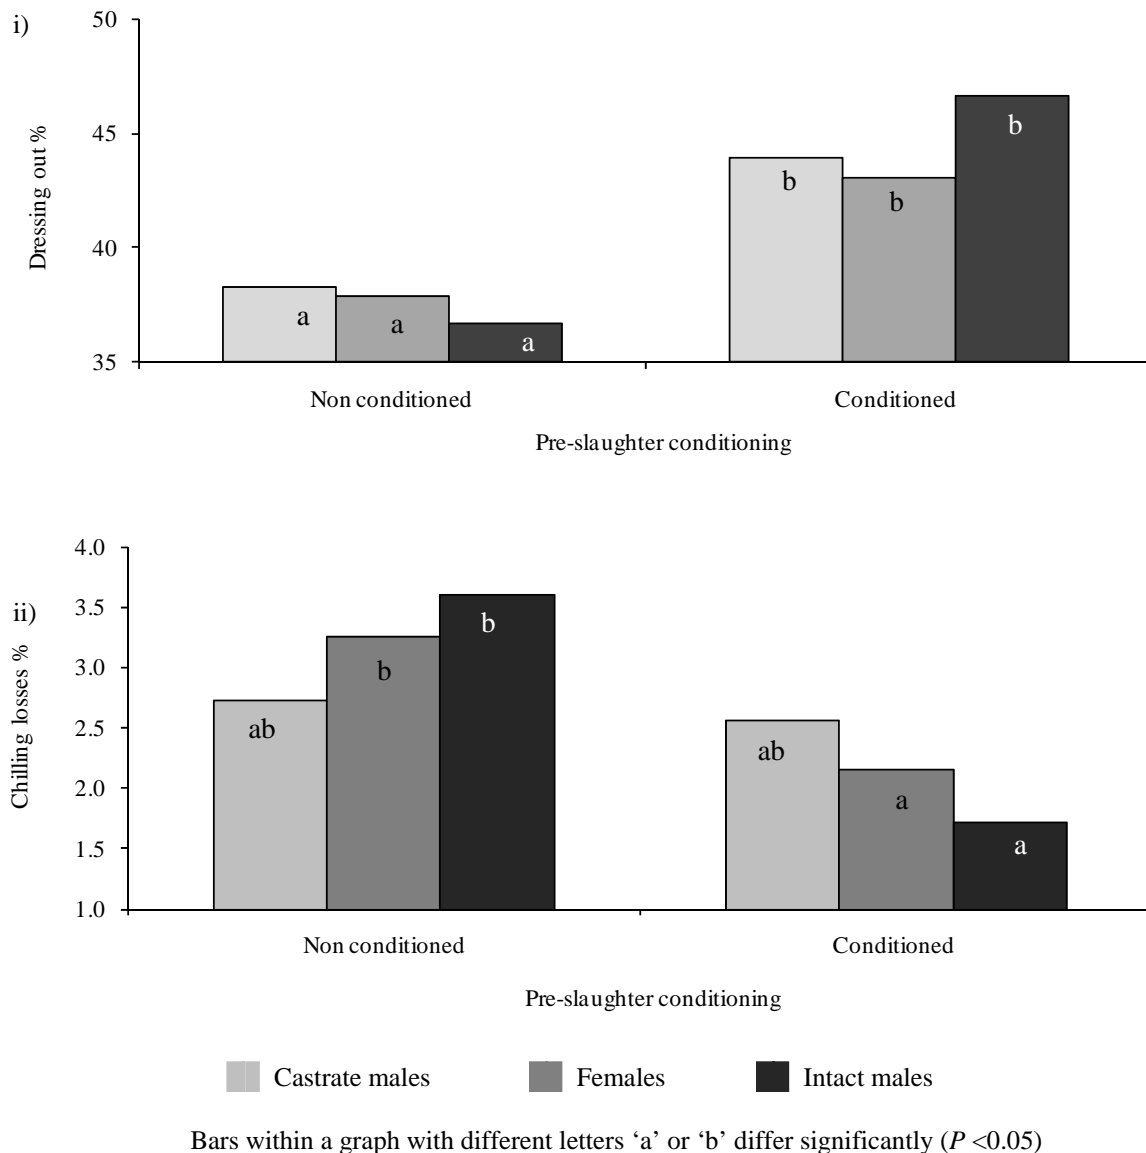 i)
50
45
40
35
Dressing out %
a
a
a
b
b
b
Non conditioned
Conditioned
Pre-slaughter conditioning
ii)
4.0
3.5
3.0
2.5
2.0
1.5
1.0
Chilling losses %
ab
b
b
ab
a
a
Non conditioned
Conditioned
Pre-slaughter conditioning
Castrate males
Females
Intact males
Bars within a graph with different letters ‘a’ or ‘b’ differ significantly (P <0.05)